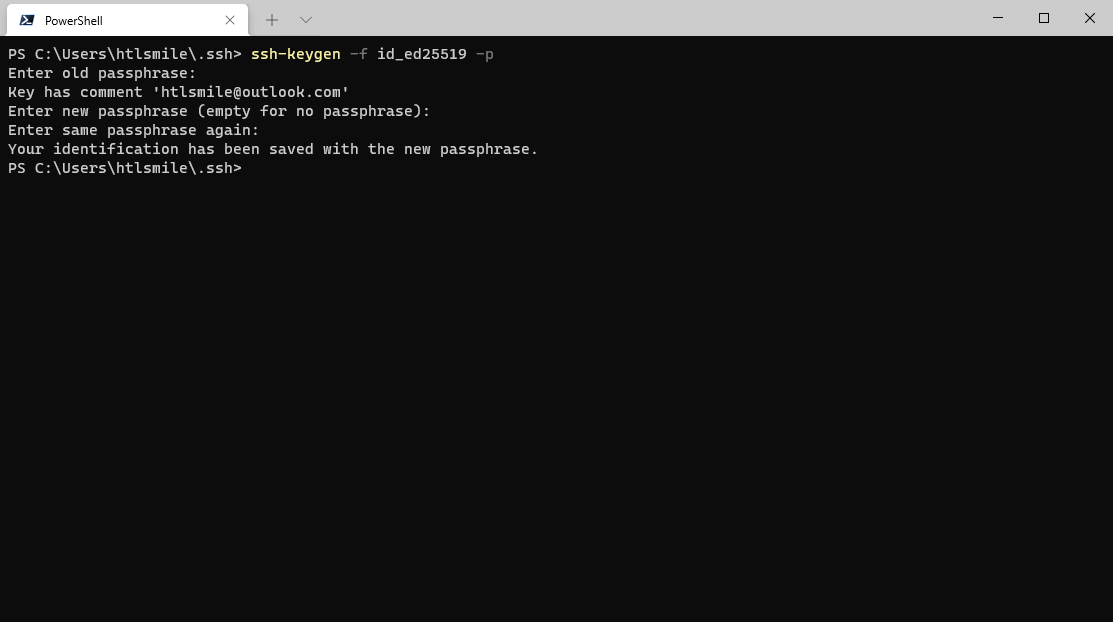 PowerShell
PS C:\Users\htlsmile\.ssh> ssh-keygen -f id_ed25519 -p
Enter old passphrase:
Key has comment 'htlsmile@outlook.com'
Enter new passphrase (empty for no passphrase):
Enter same passphrase again:
Your identification has been saved with the new passphrase.
PS C:\Users\htlsmile\.ssh>